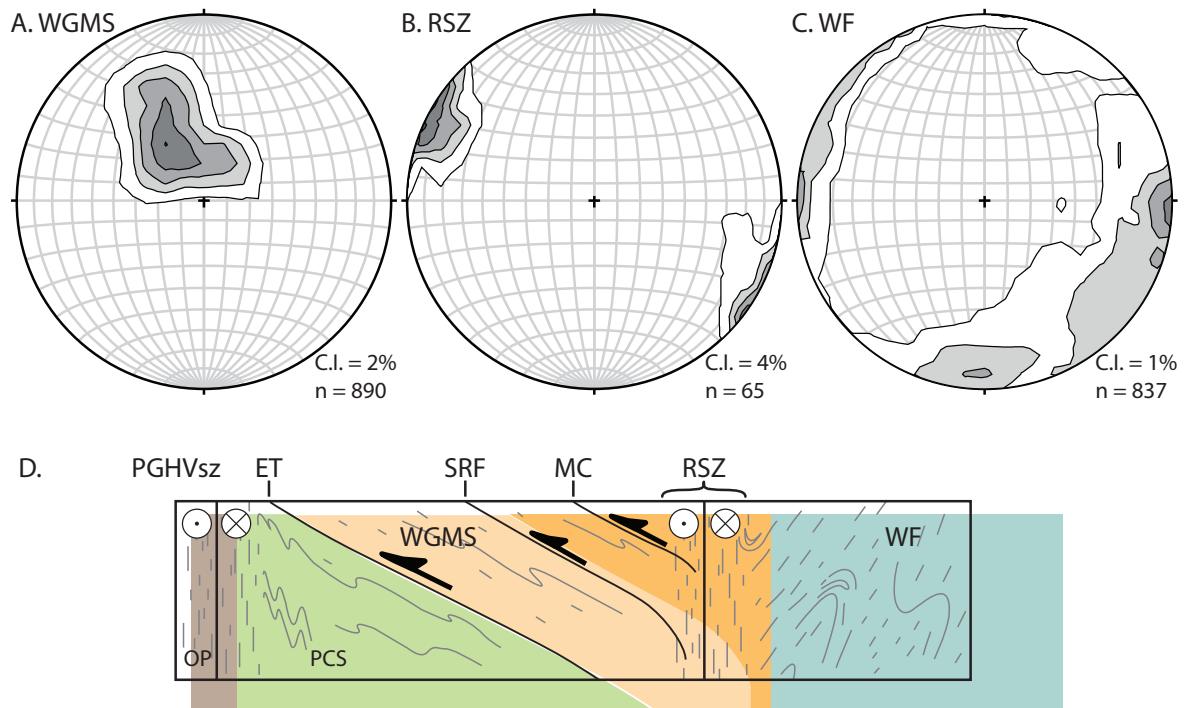 A. WGMS
B. RSZ
C. WF
C.I. = 2%
n = 890
C.I. = 4%
n = 65
C.I. = 1%
n = 837
D.
PGHVsz
ET
SRF
MC
RSZ
WGMS
WF
OP
PCS